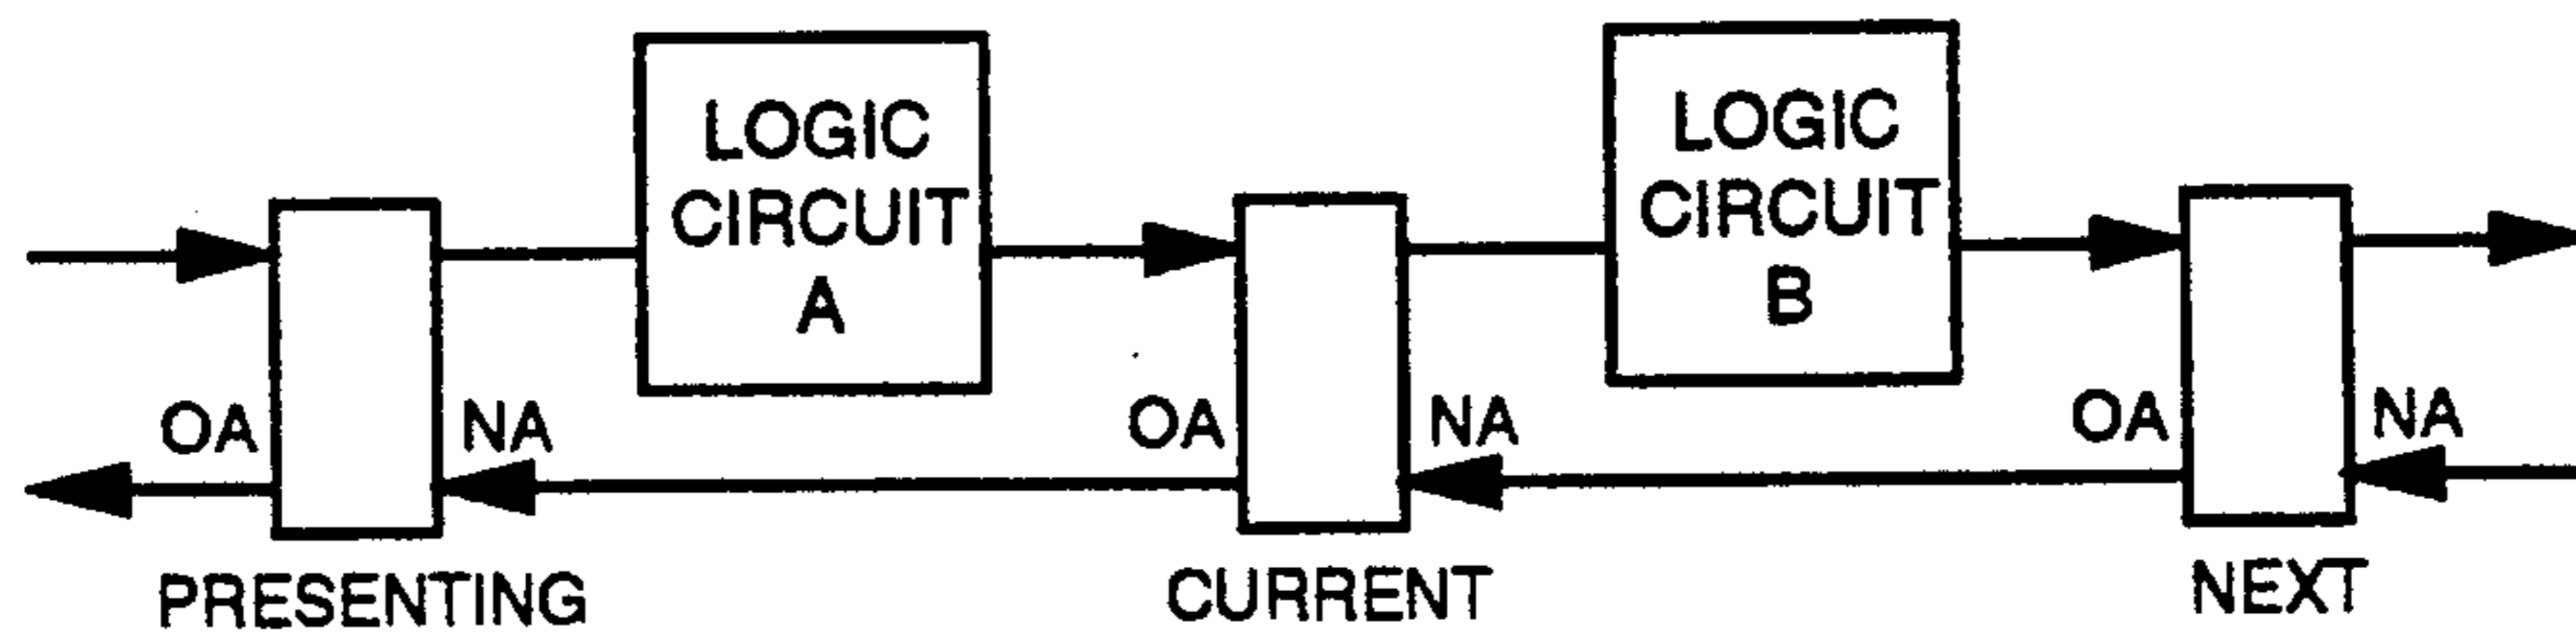 LOGIC
CIRCUIT
A
LOGIC
CIRCUIT
B
OA
NA
OA
NA
OA
NA
PRESENTING
CURRENT
NEXT